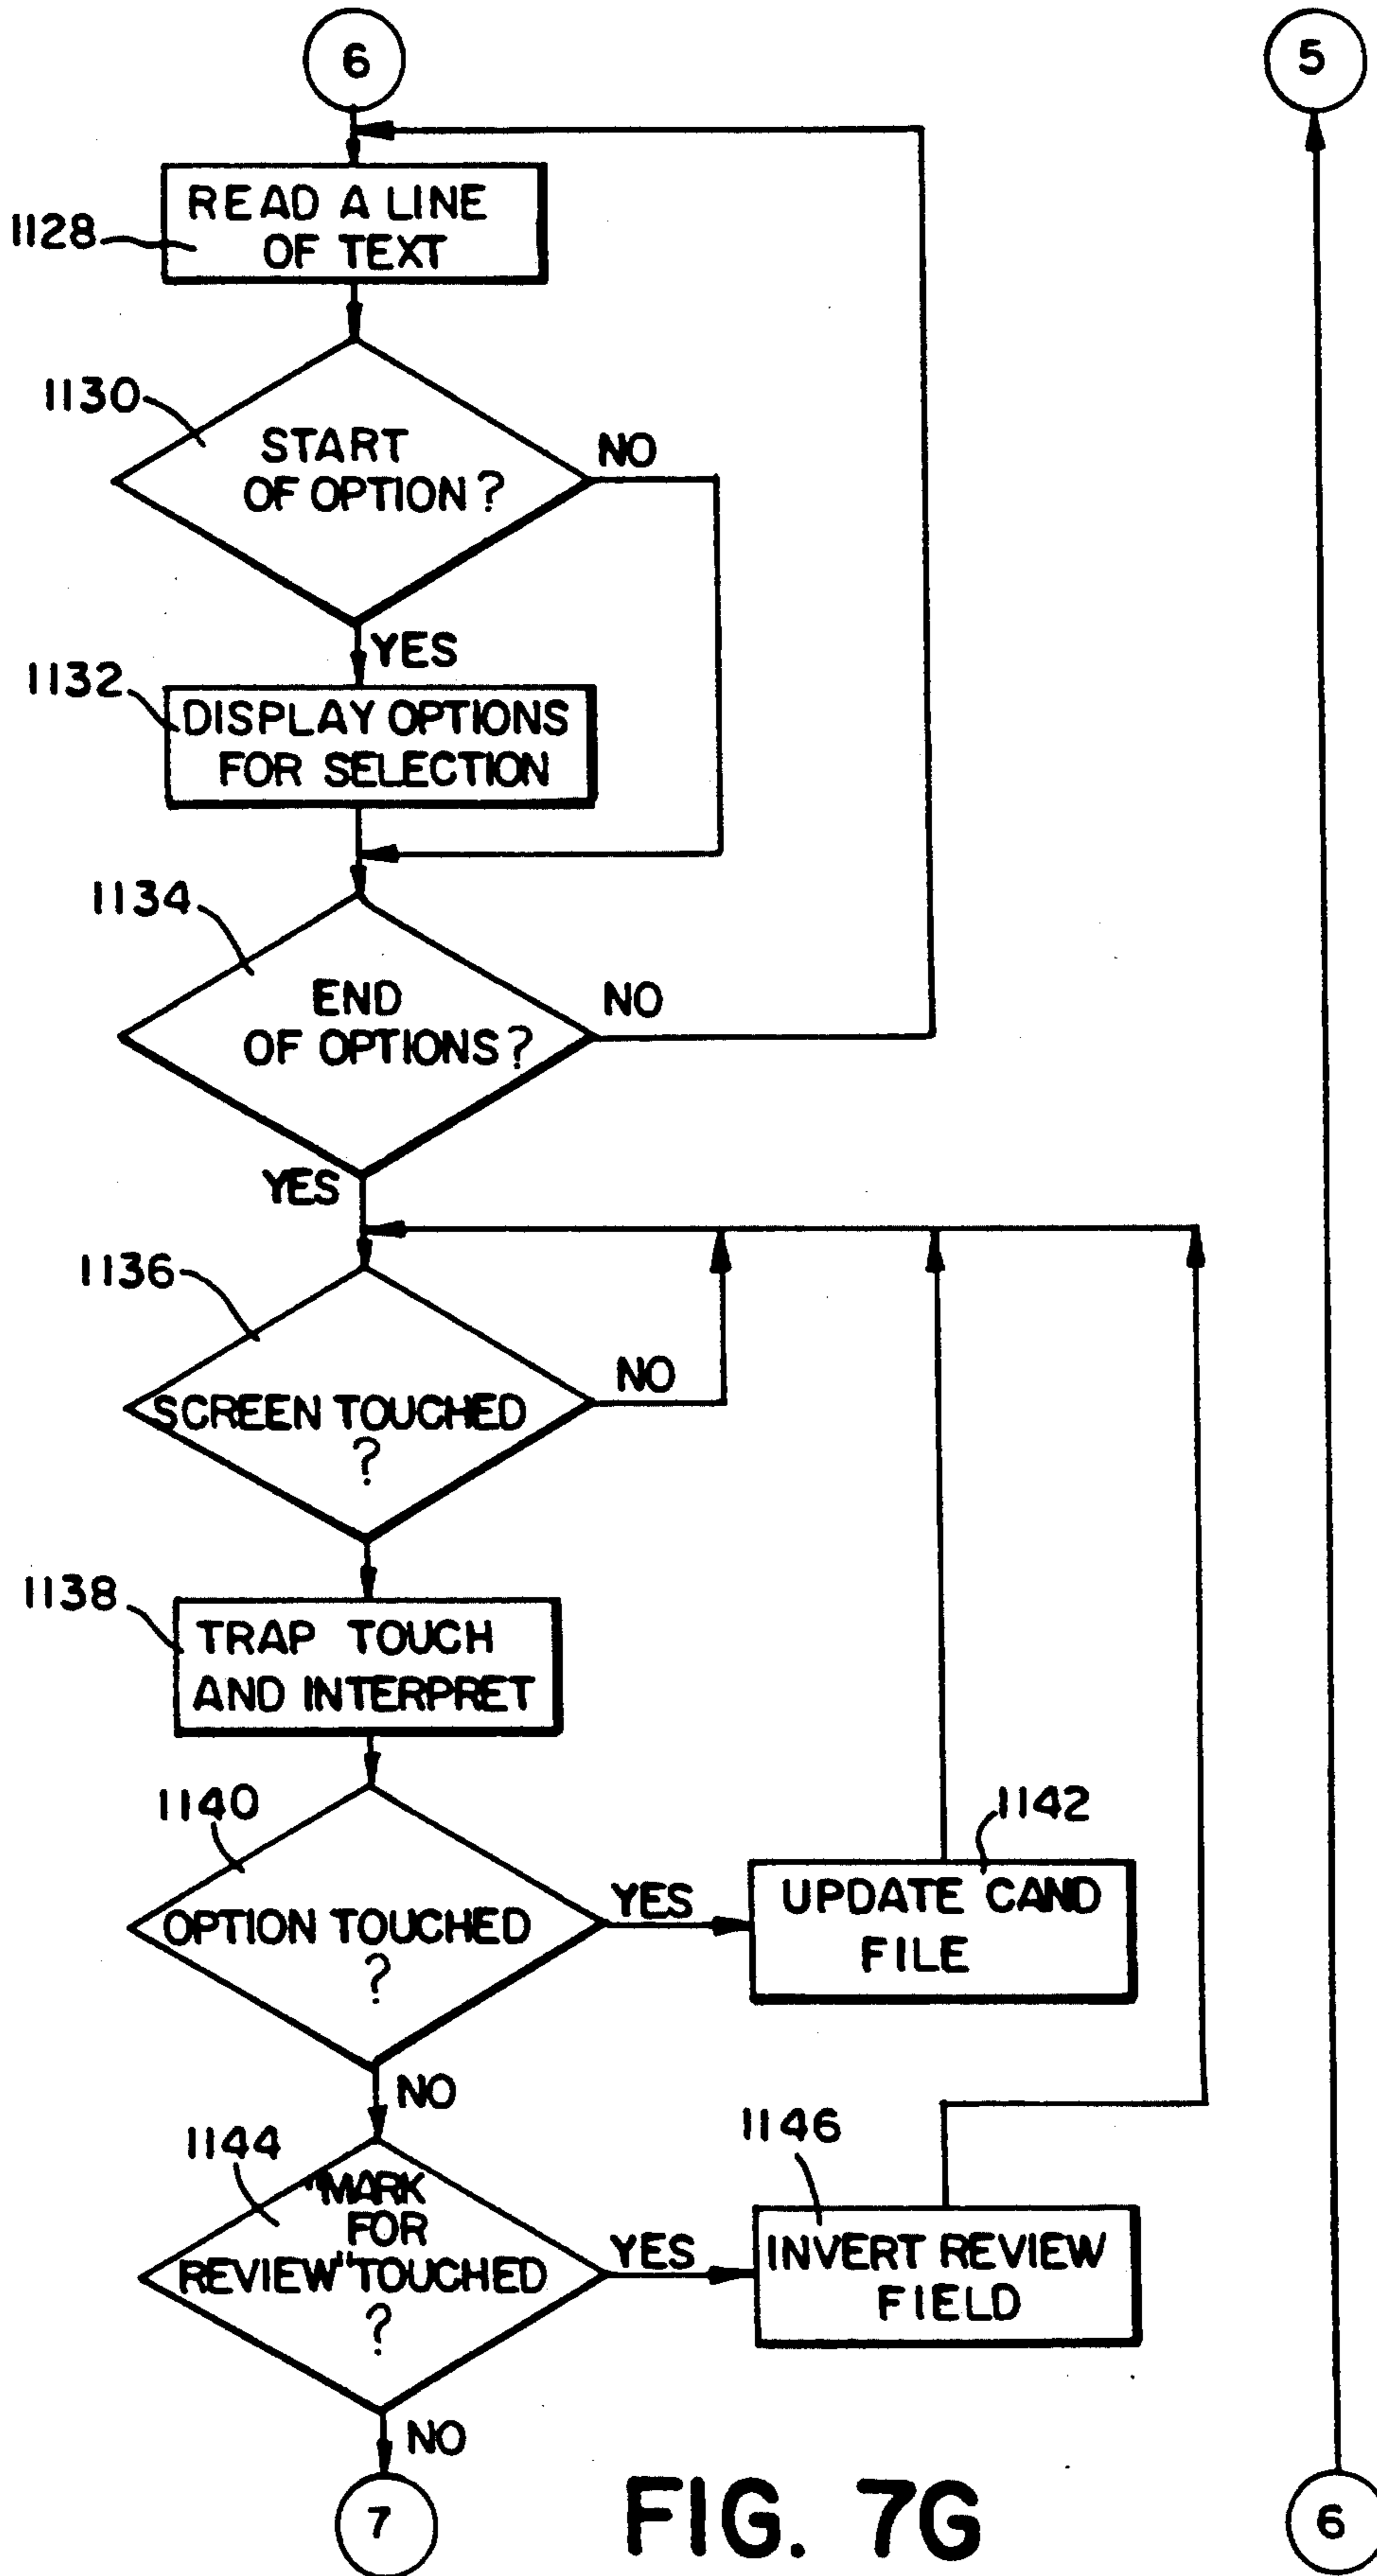 6
5
1128
READ A LINE
OF TEXT
1130
START
OF OPTION?
NO
YES
1132
DISPLAY OPTIONS
FOR SELECTION
1134
END
OF OPTIONS?
NO
YES
1136
SCREEN TOUCHED
?
NO
1138
TRAP TOUCH
AND INTERPRET
1140
OPTION TOUCHED
?
YES
1142
UPDATE CAND
FILE
NO
1144
"MARK
FOR
REVIEW" TOUCHED
?
YES
1146
INVERT REVIEW
FIELD
NO
7
FIG. 7G
6